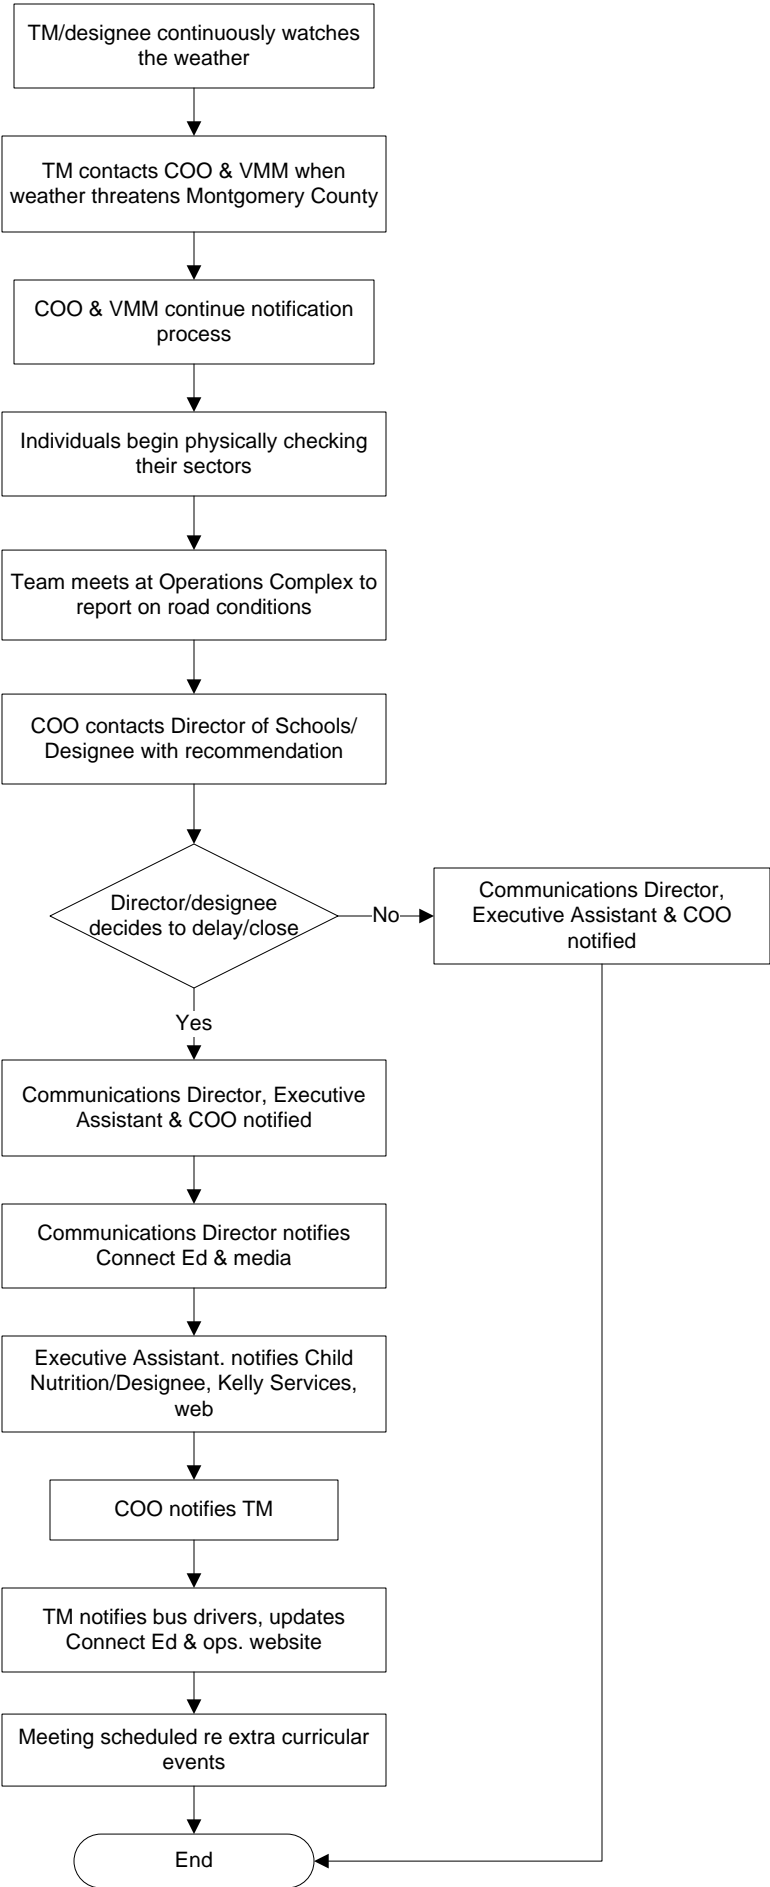 TM/designee continuously watches
the weather
TM contacts COO & VMM when
weather threatens Montgomery County
COO & VMM continue notification
process
Individuals begin physically checking
their sectors
Team meets at Operations Complex to
report on road conditions
COO contacts Director of Schools/
Designee with recommendation
Director/designee
decides to delay/close
No
Communications Director,
Executive Assistant & COO
notified
Yes
Communications Director, Executive
Assistant & COO notified
Communications Director notifies
Connect Ed & media
Executive Assistant. notifies Child
Nutrition/Designee, Kelly Services,
web
COO notifies TM
TM notifies bus drivers, updates
Connect Ed & ops. website
Meeting scheduled re extra curricular
events
End